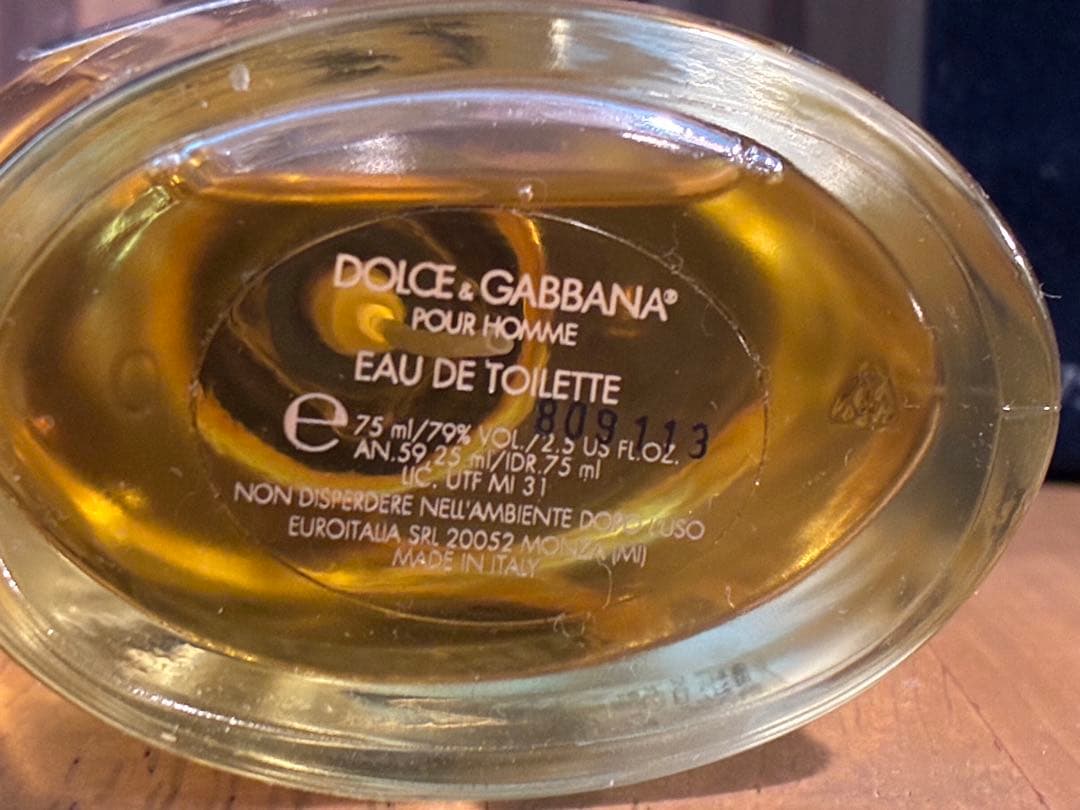 DOLCE & GABBANA®
POUR HOMME
EAU DE TOILETTE
809113
e 75 ml/79% VOL./2.5 US FL.OZ.
AN.59,25 ml/IDR.75 ml
LIC. UTF MI 31
NON DISPERDERE NELL'AMBIENTE DOPO L'USO
EUROITALIA SRL 20052 MONZA (MI)
MADE IN ITALY